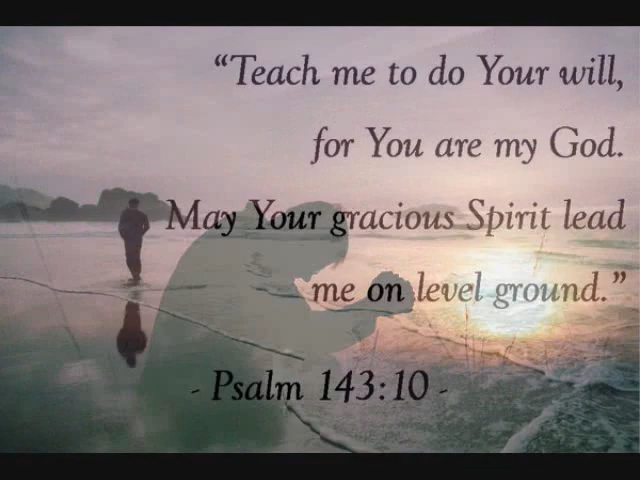 “Teach me to do Your will,
for You are my God.
May Your gracious Spirit lead
me on level ground.”
- Psalm 143:10 -